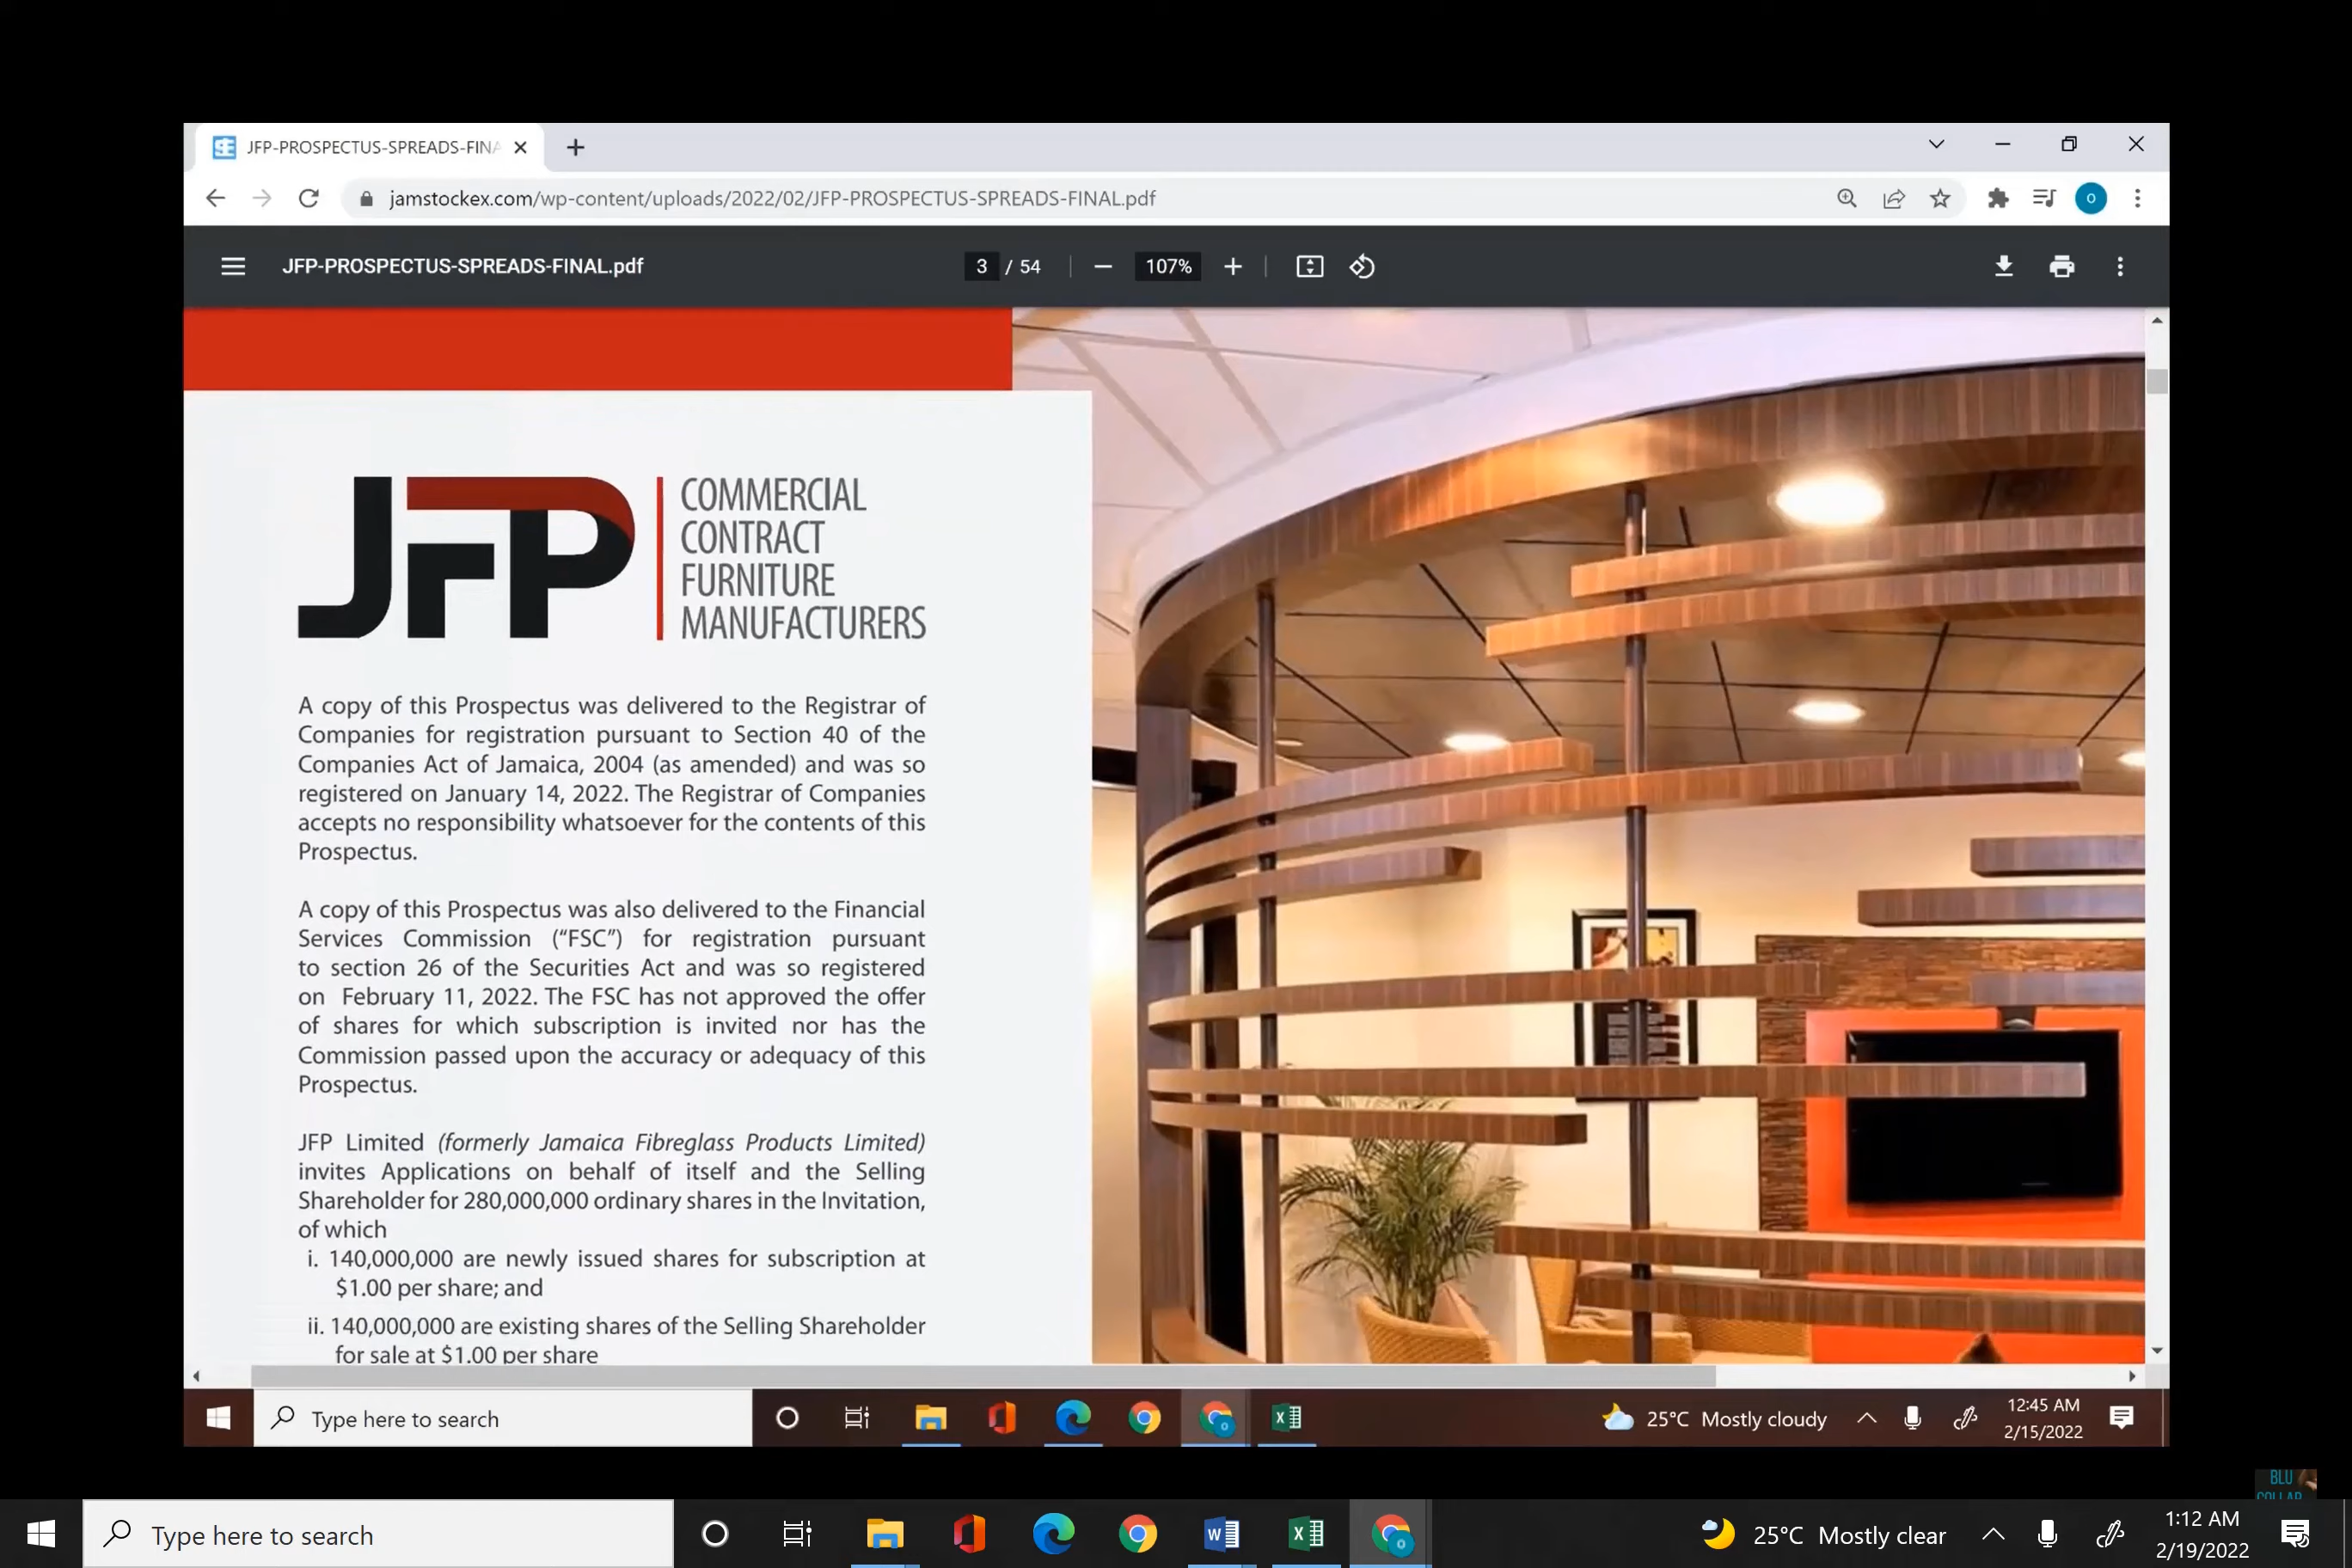 JFP-PROSPECTUS-SPREADS-FINA
jamstockex.com/wp-content/uploads/2022/02/JFP-PROSPECTUS-SPREADS-FINAL.pdf
O
JFP-PROSPECTUS-SPREADS-FINAL.pdf
3 / 54
107%
JFP
COMMERCIAL
CONTRACT
FURNITURE
MANUFACTURERS
A copy of this Prospectus was delivered to the Registrar of
Companies for registration pursuant to Section 40 of the
Companies Act of Jamaica, 2004 (as amended) and was so
registered on January 14, 2022. The Registrar of Companies
accepts no responsibility whatsoever for the contents of this
Prospectus.
A copy of this Prospectus was also delivered to the Financial
Services Commission (“FSC”) for registration pursuant
to section 26 of the Securities Act and was so registered
on February 11, 2022. The FSC has not approved the offer
of shares for which subscription is invited nor has the
Commission passed upon the accuracy or adequacy of this
Prospectus.
JFP Limited (formerly Jamaica Fibreglass Products Limited)
invites Applications on behalf of itself and the Selling
Shareholder for 280,000,000 ordinary shares in the Invitation,
of which
i. 140,000,000 are newly issued shares for subscription at
$1.00 per share; and
ii. 140,000,000 are existing shares of the Selling Shareholder
for sale at $1.00 per share
Type here to search
25°C Mostly cloudy
12:45 AM
2/15/2022
BLU
COLLAR
Type here to search
25°C Mostly clear
1:12 AM
2/19/2022